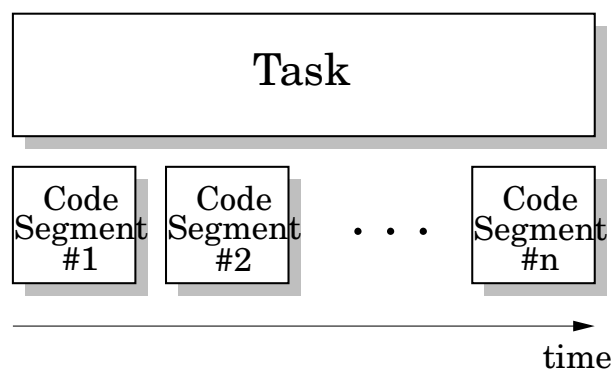 Task
Code
Segment
#1
Code
Segment
#2
. . .
Code
Segment
#n
time